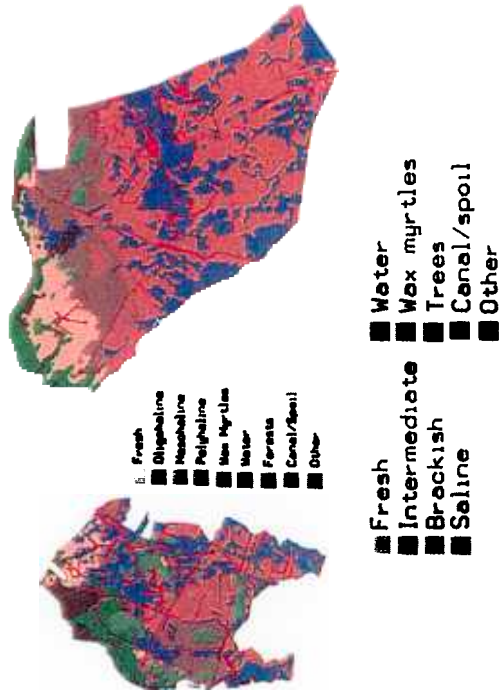 Fresh
Oligohaline
Mesohaline
Polyhaline
Wax Myrtles
Water
Forests
Canal/Spoil
Other
Fresh
Intermediate
Brackish
Saline
Water
Wax myrtles
Trees
Canal/spoil
Other